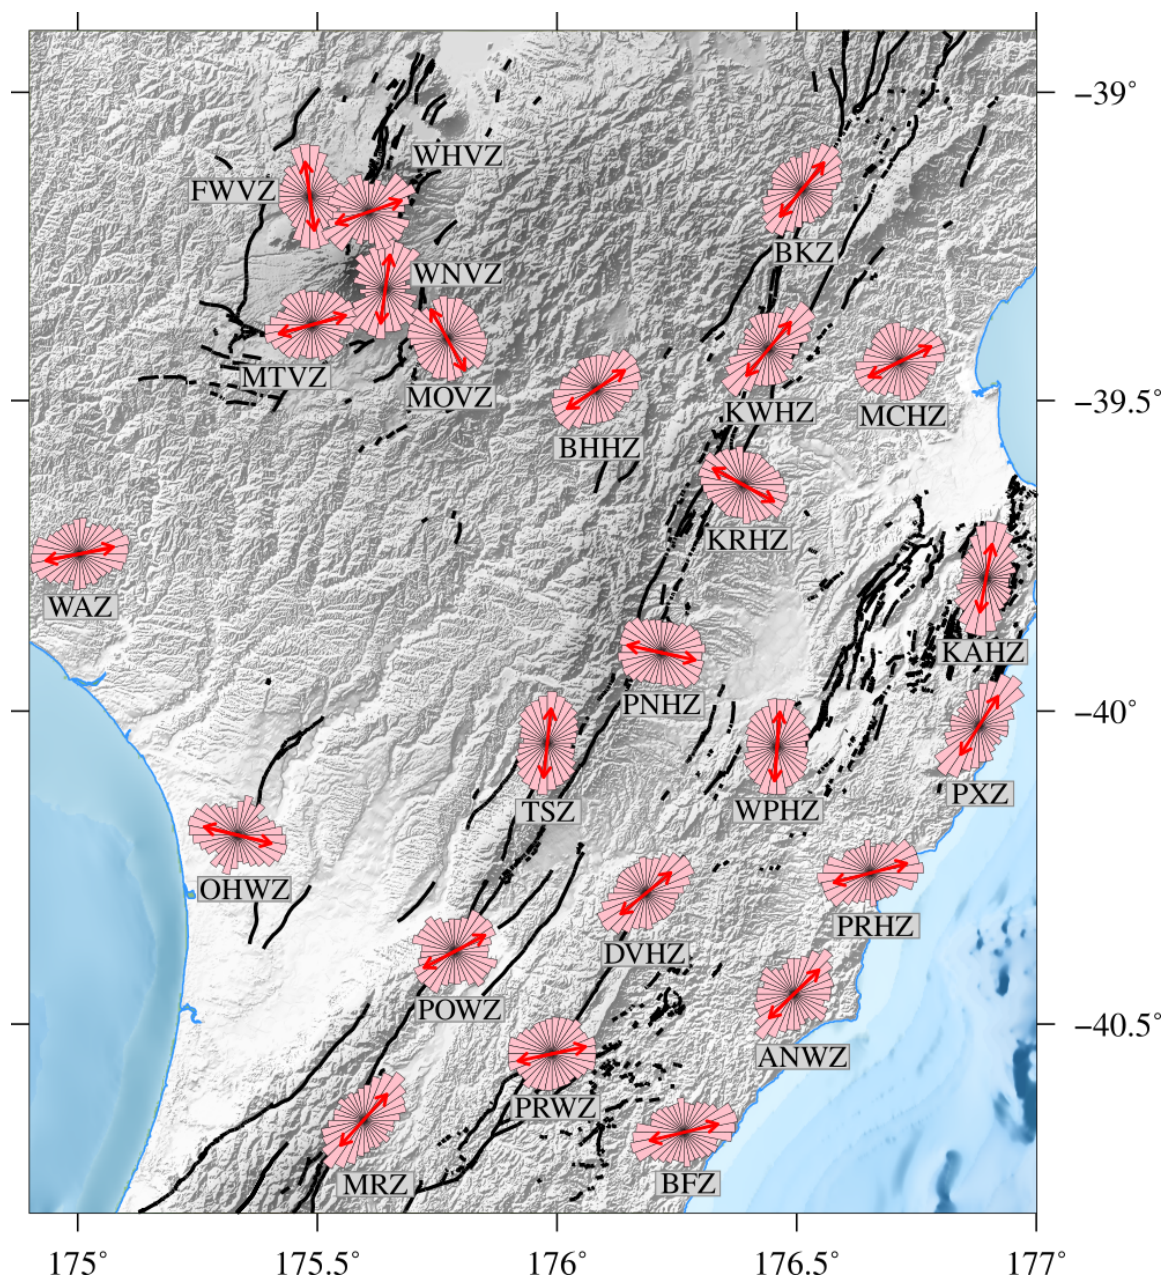 −39°
WHVZ
FWVZ
BKZ
WNVZ
MTVZ
MOVZ
−39.5°
KWHZ
MCHZ
BHHZ
KRHZ
WAZ
KAHZ
PNHZ
−40°
PXZ
TSZ
WPHZ
OHWZ
PRHZ
DVHZ
POWZ
−40.5°
ANWZ
PRWZ
MRZ
BFZ
175°
175.5°
176°
176.5°
177°